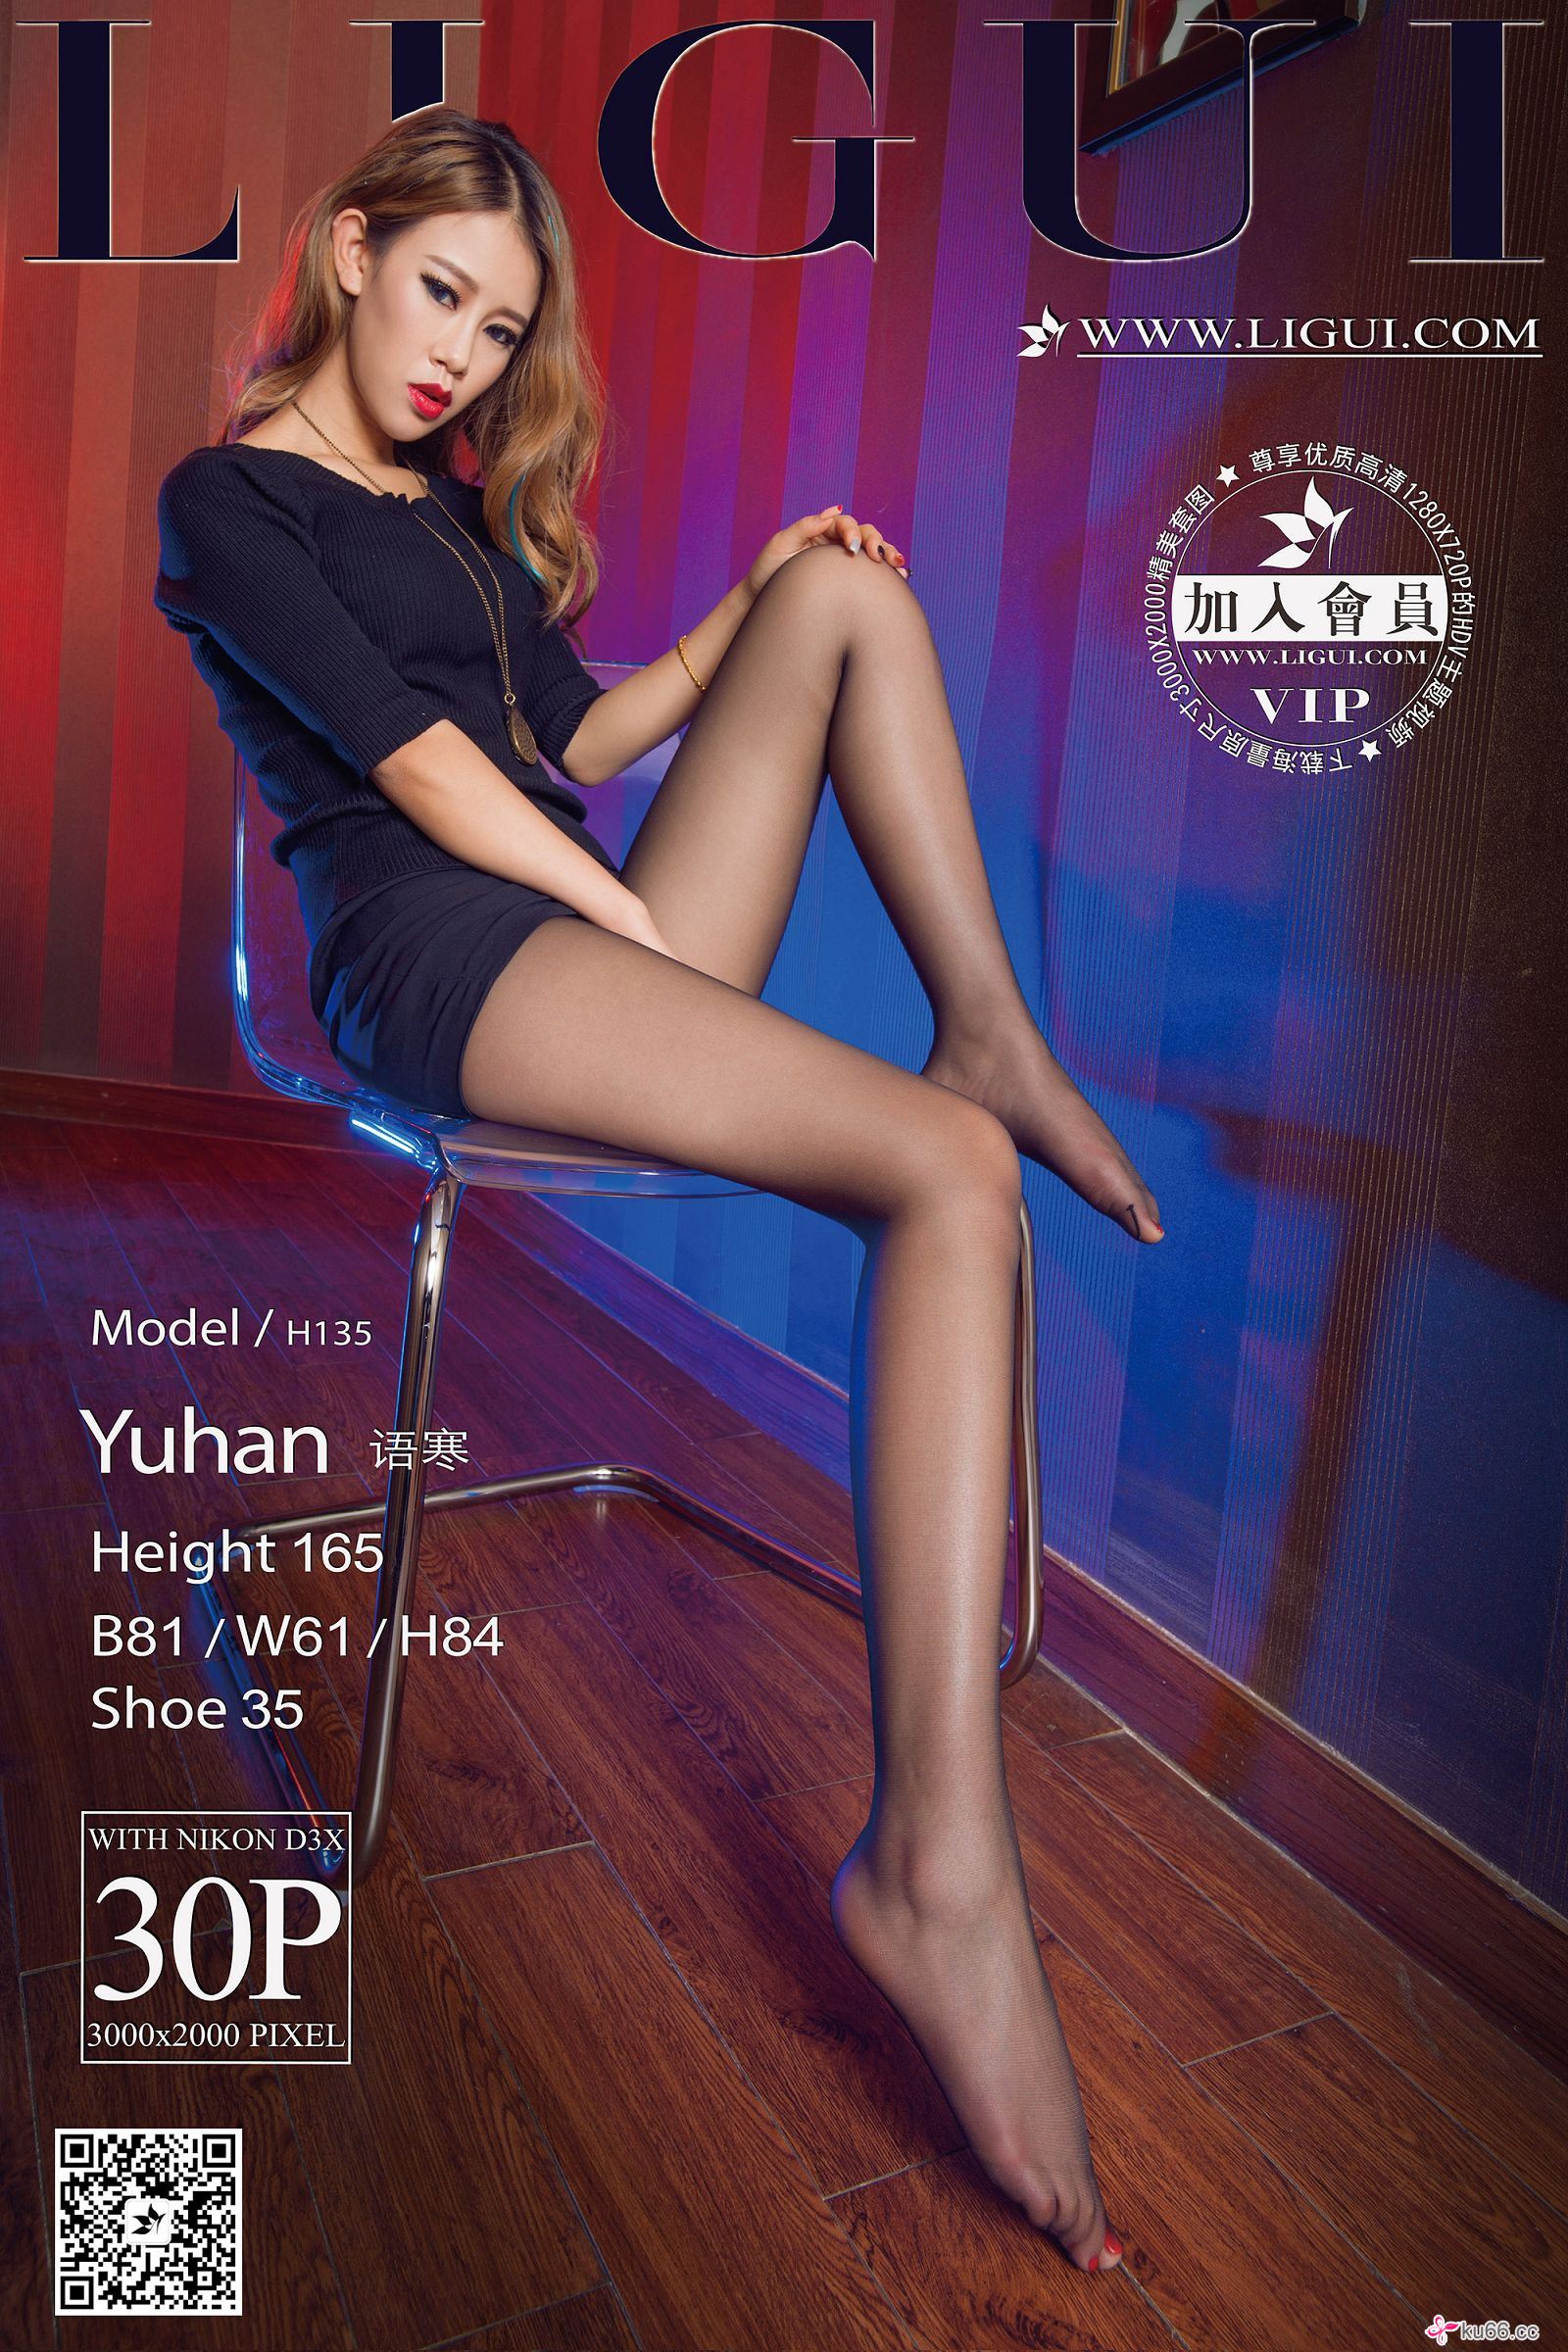 LIGUI
WWW.LIGUI.COM
尊享优质高清1280X720P的HDV主题视频
下载海量原尺寸3000X2000精美套图
加入會員
WWW.LIGUI.COM
VIP
Model / H135
Yuhan 语寒
Height 165
B81 / W61 / H84
Shoe 35
WITH NIKON D3X
30P
3000x2000 PIXEL
ku66.cc